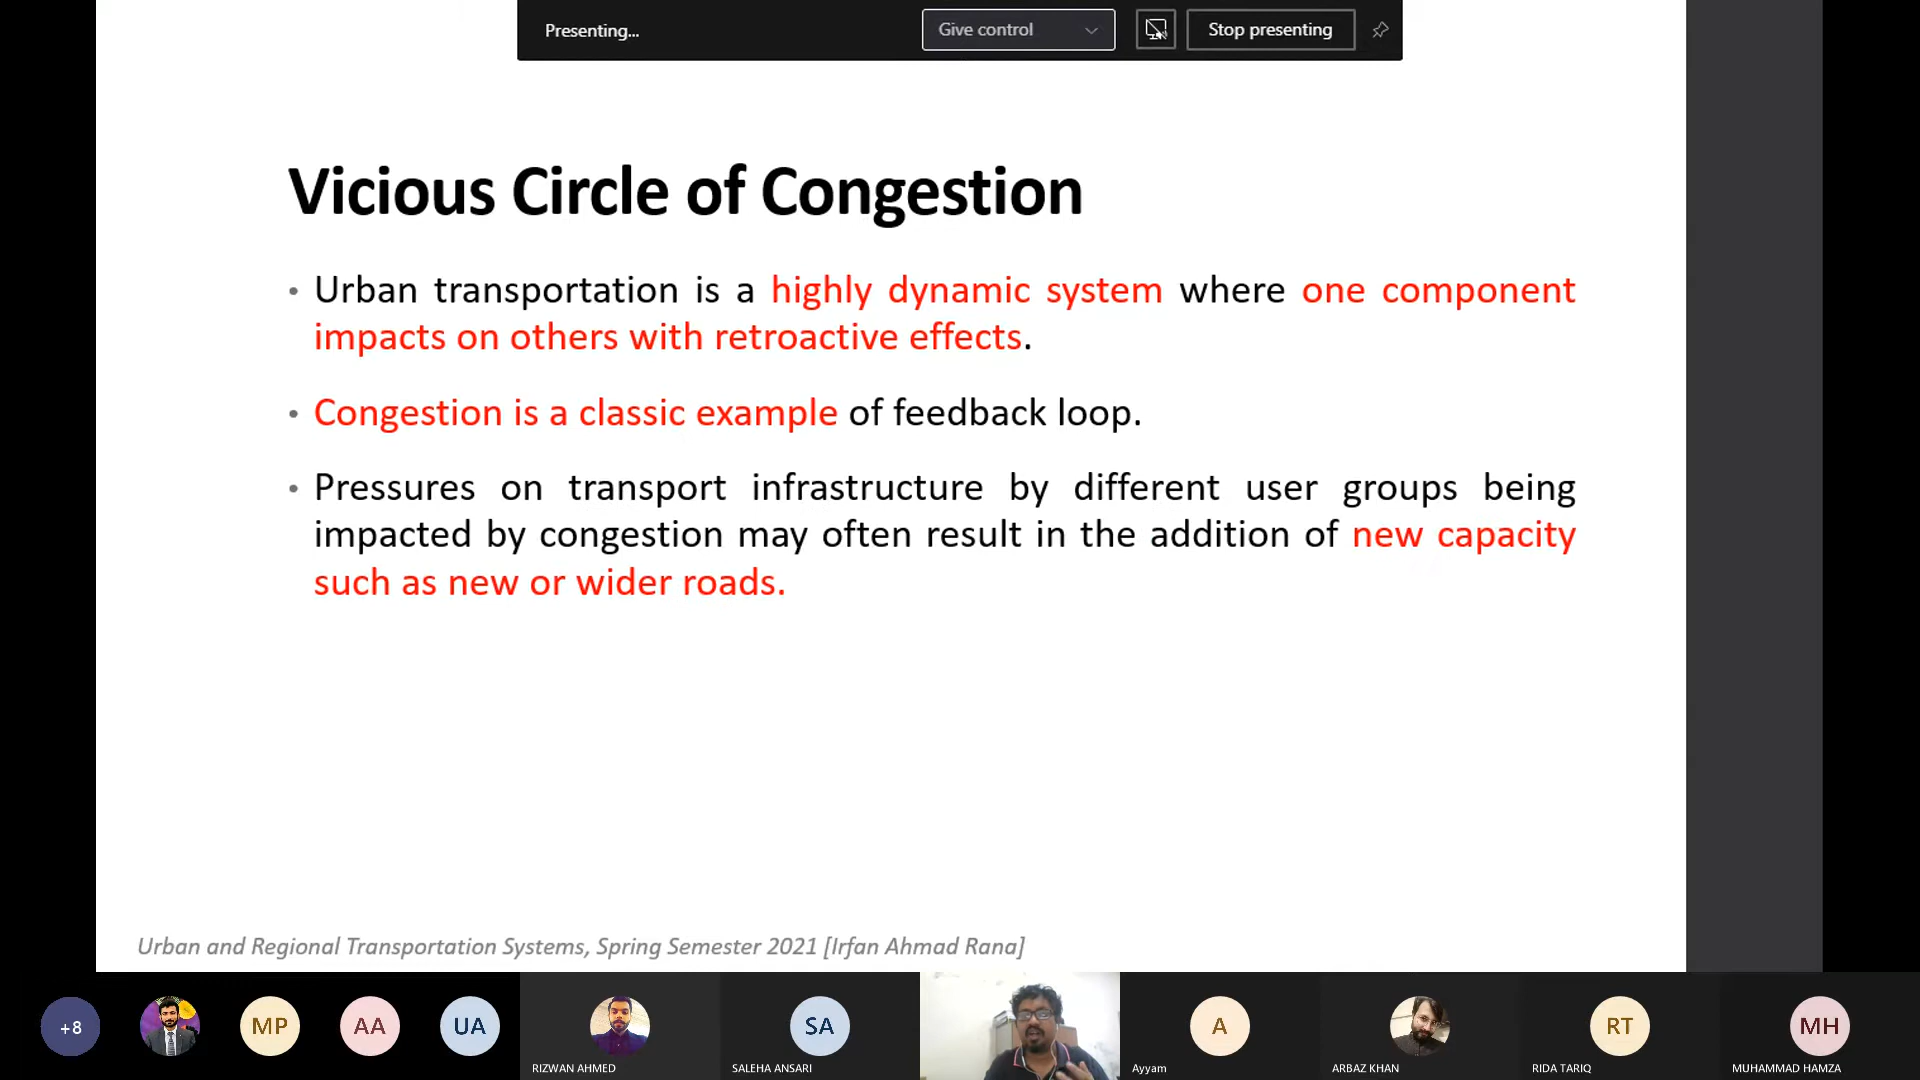 Presenting...
Give control
Stop presenting
Vicious Circle of Congestion
• Urban transportation is a highly dynamic system where one component
impacts on others with retroactive effects.
• Congestion is a classic example of feedback loop.
• Pressures on transport infrastructure by different user groups being
impacted by congestion may often result in the addition of new capacity
such as new or wider roads.
Urban and Regional Transportation Systems, Spring Semester 2021 [Irfan Ahmad Rana]
+8
MP
AA
UA
RIZWAN AHMED
SA
SALEHA ANSARI
A
Ayyam
ARBAZ KHAN
RT
RIDA TARIQ
MH
MUHAMMAD HAMZA